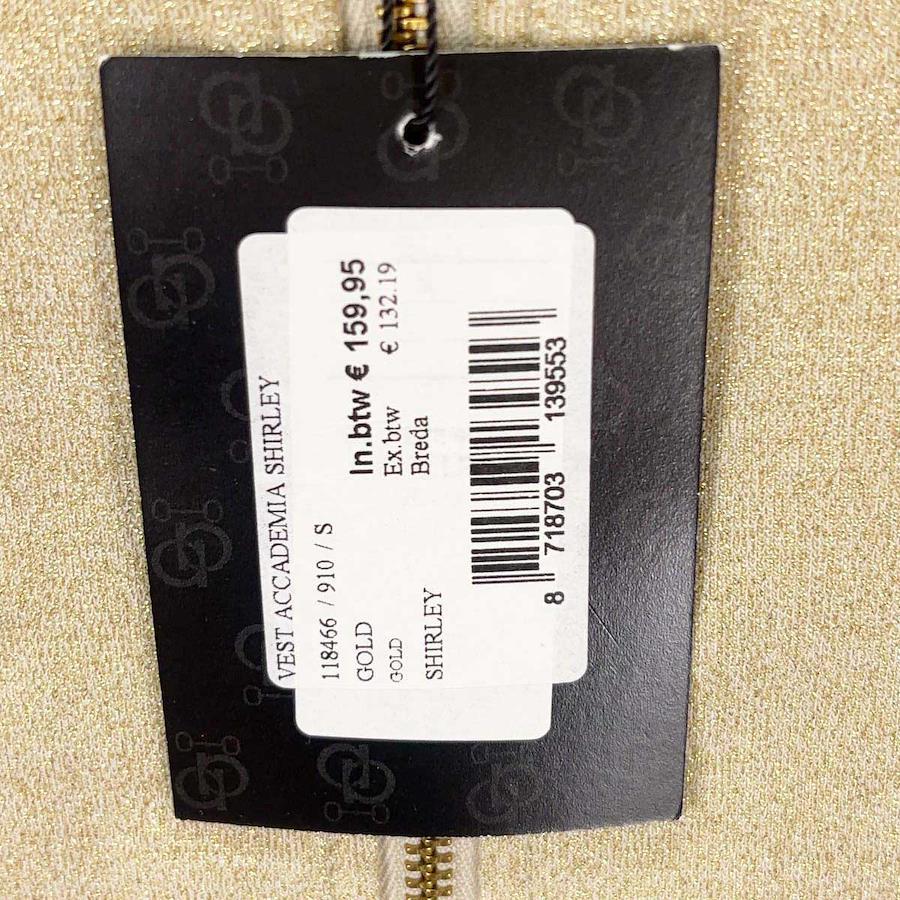 VEST ACCADEMIA SHIRLEY
118466 / 910 / S
In.btw € 159,95
GOLD
Ex.btw € 132.19
GOLD
Breda
SHIRLEY
8 718703 139553